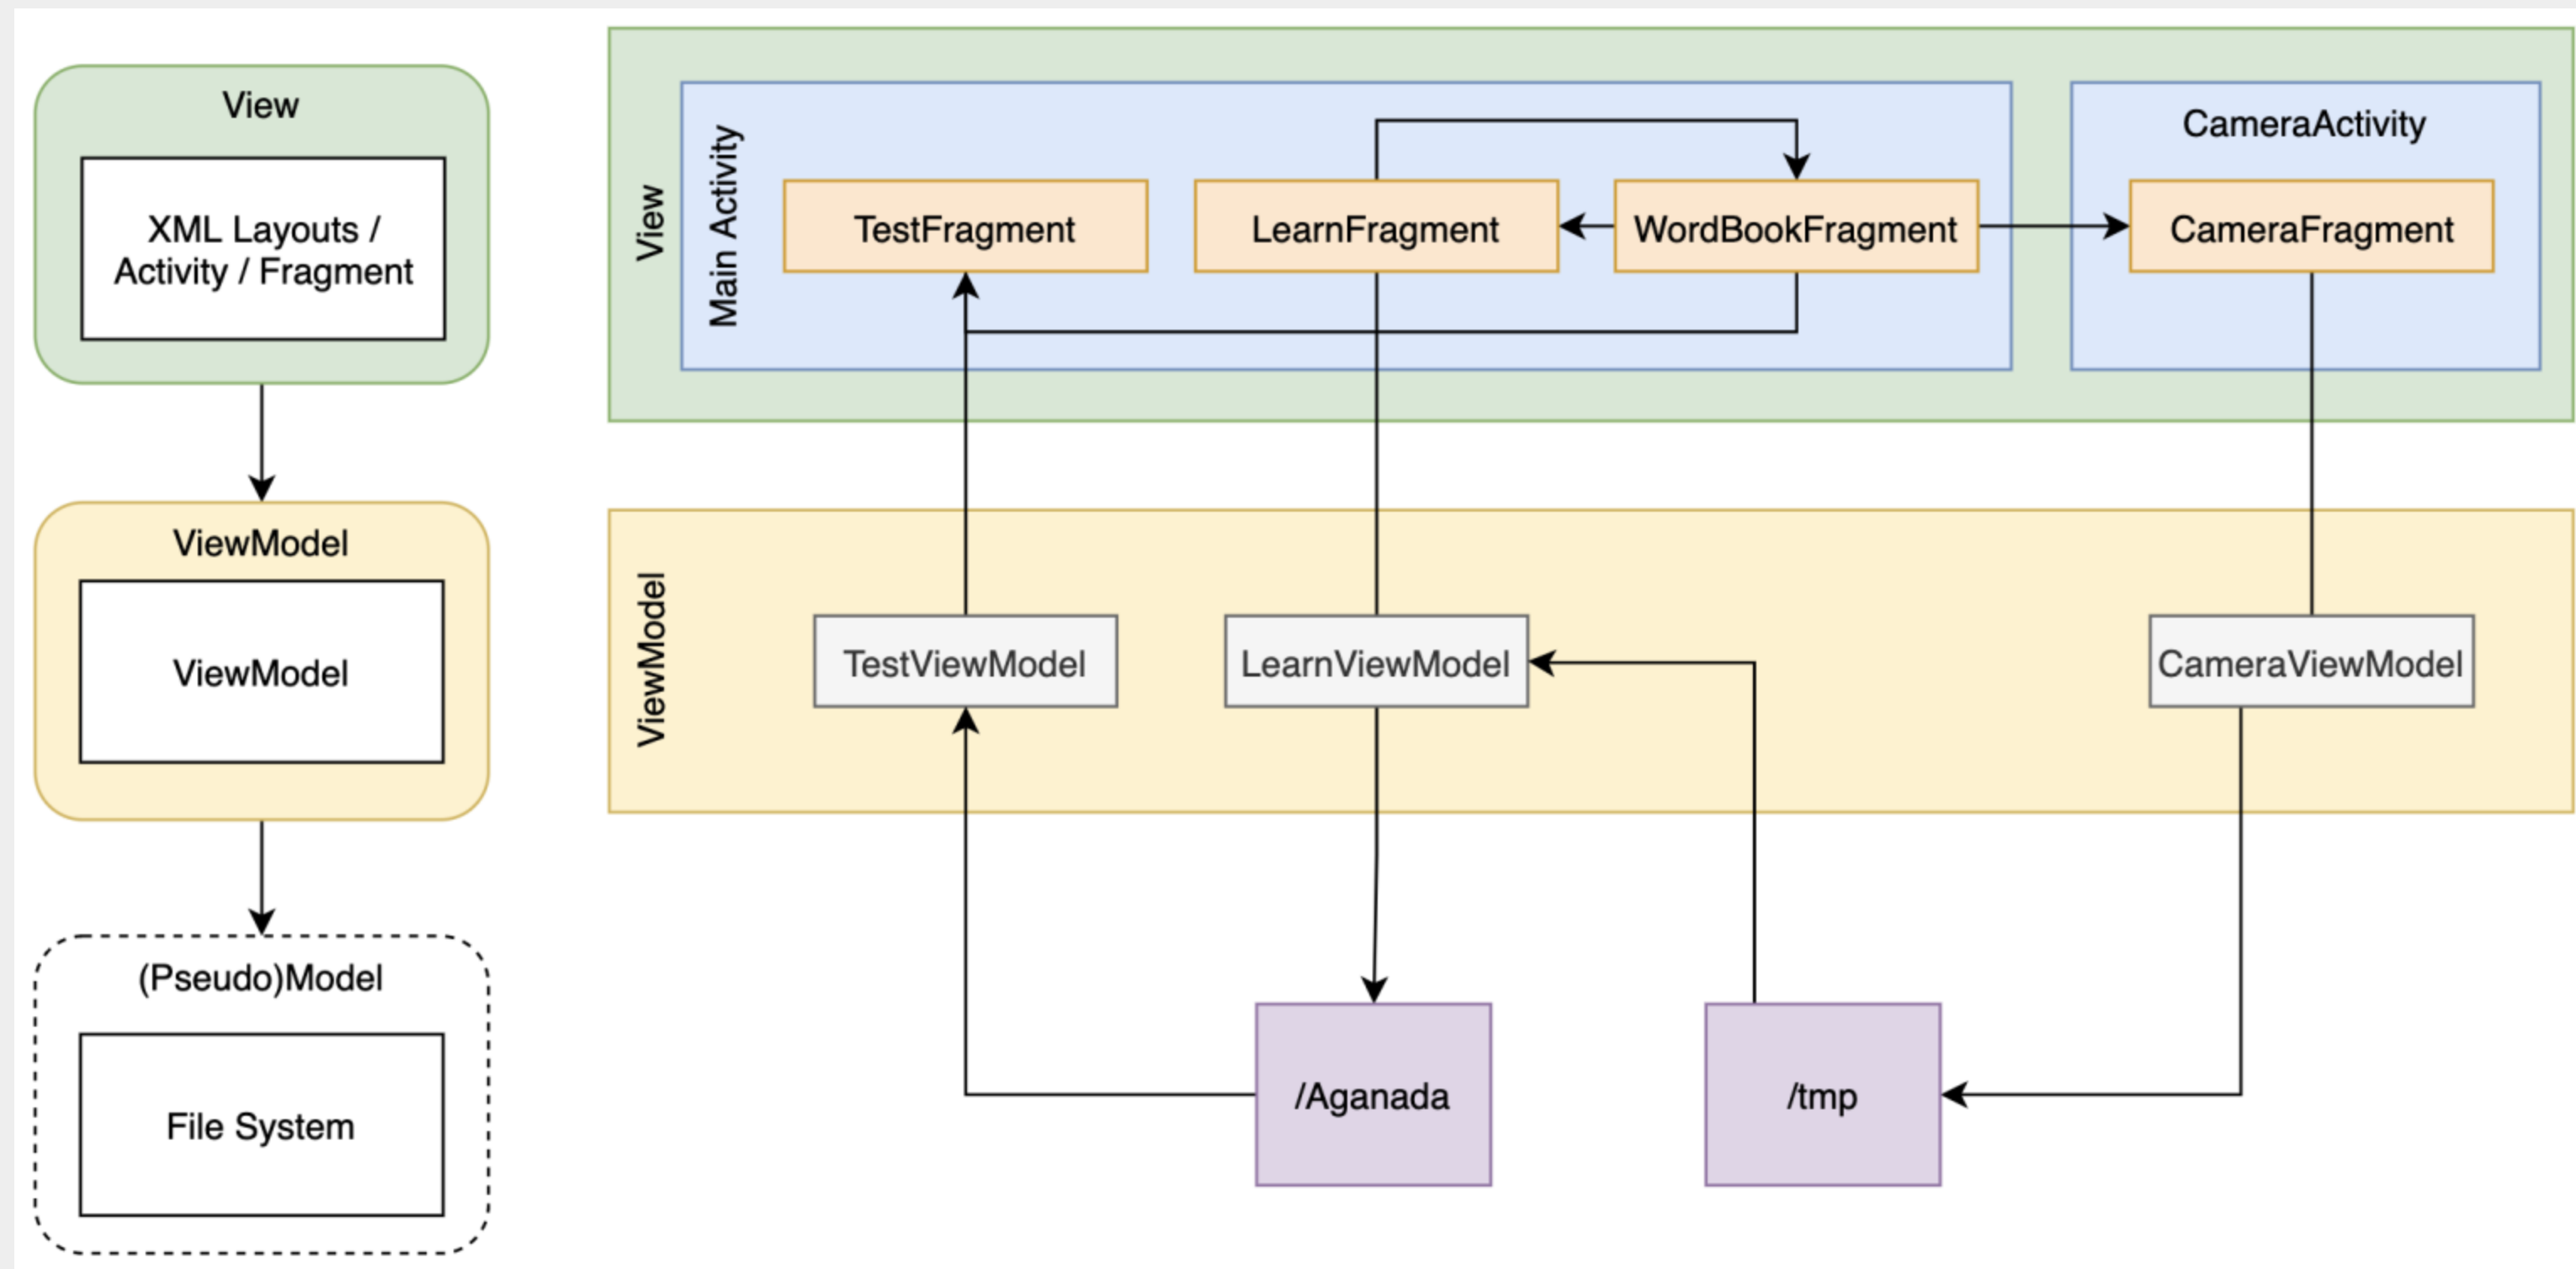 View
XML Layouts /
Activity / Fragment
ViewModel
ViewModel
(Pseudo)Model
File System
View
Main Activity
TestFragment
LearnFragment
WordBookFragment
CameraActivity
CameraFragment
ViewModel
TestViewModel
LearnViewModel
CameraViewModel
/Aganada
/tmp